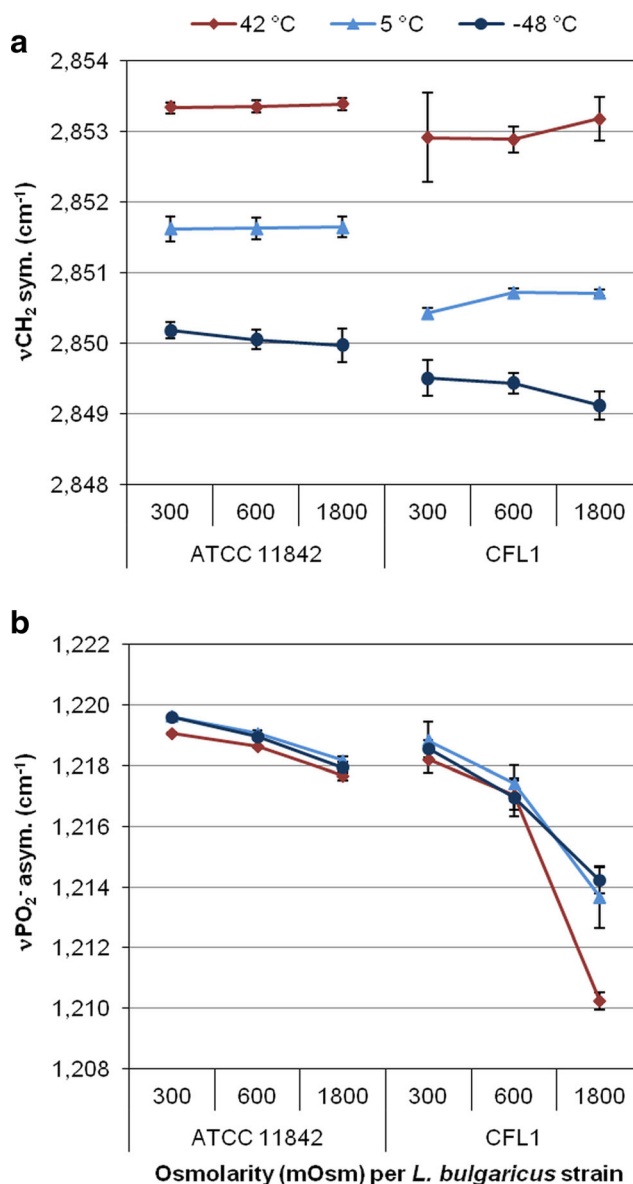 42 °C 5 °C -48 °C
a
2,854
2,853
2,852
2,851
2,850
2,849
2,848
νCH₂ sym. (cm⁻¹)
300 600 1800 300 600 1800
ATCC 11842 CFL1
b
1,222
1,220
1,218
1,216
1,214
1,212
1,210
1,208
νPO₂⁻ asym. (cm⁻¹)
300 600 1800 300 600 1800
ATCC 11842 CFL1
Osmolarity (mOsm) per L. bulgaricus strain